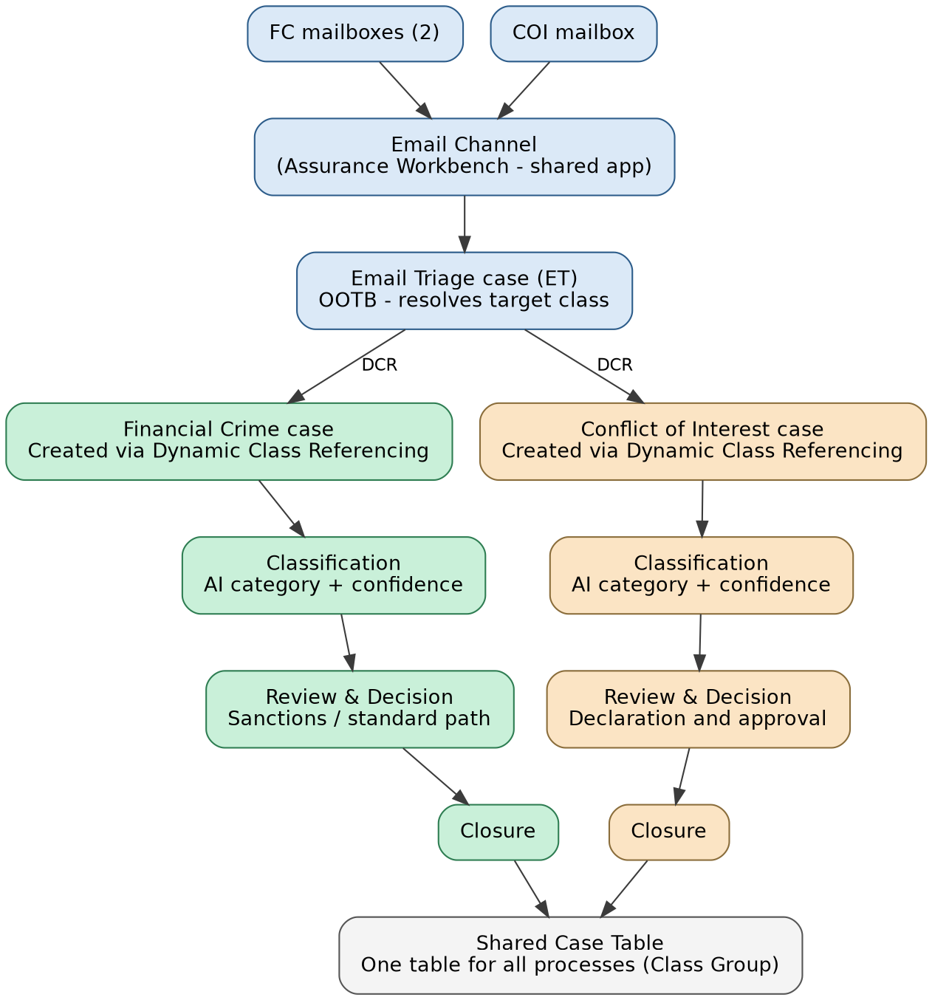 FC mailboxes (2)
COI mailbox
Email Channel
(Assurance Workbench - shared app)
Email Triage case (ET)
OOTB - resolves target class
DCR
DCR
Financial Crime case
Created via Dynamic Class Referencing
Conflict of Interest case
Created via Dynamic Class Referencing
Classification
AI category + confidence
Classification
AI category + confidence
Review & Decision
Sanctions / standard path
Review & Decision
Declaration and approval
Closure
Closure
Shared Case Table
One table for all processes (Class Group)